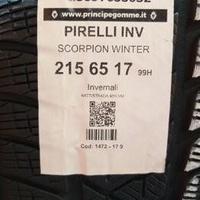 www.principegomme.it
PIRELLI INV
SCORPION WINTER
215 65 17 99H
Invernali
Cod: 1472 - 17 9